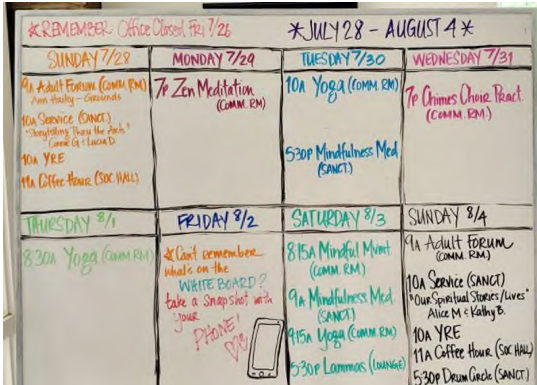 *REMEMBER Office Closed Fri 7/26
*JULY 28 - AUGUST 4*
SUNDAY 7/28
9A Adult Forum (COMM. RM)
Ann Hurley - Grounds
10A Service (SANCT.)
"Storytelling Thru the Arts"
Connie G & Lucia D.
10A YRE
11A Coffee Hour (SOC. HALL)
MONDAY 7/29
7P Zen Meditation
(COMM. RM)
TUESDAY 7/30
10A Yoga (COMM. RM)
530P Mindfulness Med.
(SANCT.)
WEDNESDAY 7/31
7P Chimes Choir Pract.
(COMM. RM.)
THURSDAY 8/1
830A Yoga (COMM RM)
FRIDAY 8/2
*Can't remember
what's on the
WHITE BOARD?
take a snapshot with
your
PHONE!
SATURDAY 8/3
815A Mindful Mvmt.
(COMM. RM.)
9A Mindfulness Med.
(SANCT.)
915A Yoga (COMM. RM)
530P Lammas (LOUNGE)
SUNDAY 8/4
9A Adult FORUM
(COMM. RM.)
10A Service (SANCT)
"Our Spiritual Stories/Lives"
Alice M & Kathy B.
10A YRE
11A Coffee Hour (SOC HALL)
530P Drum Circle (SANCT.)